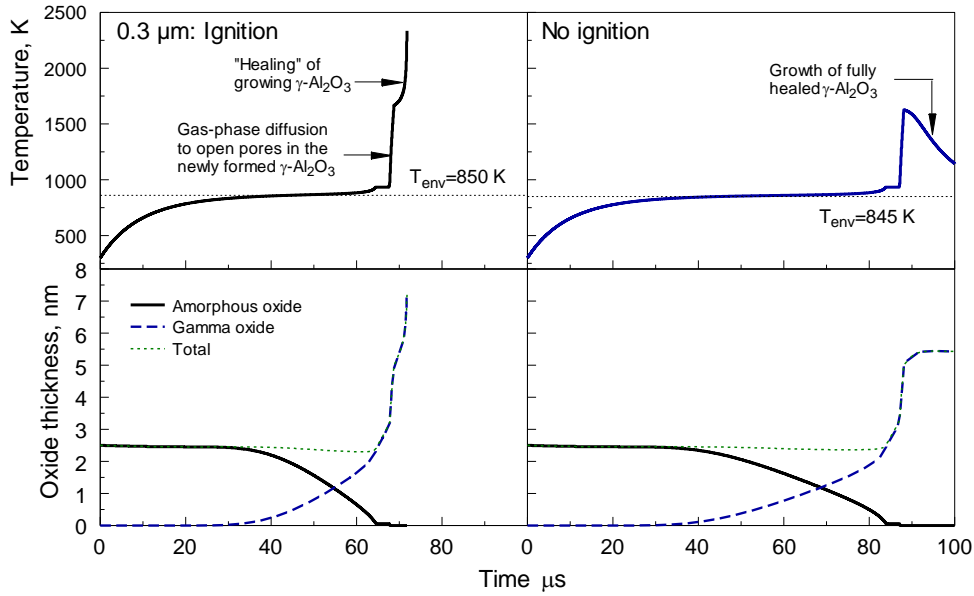 0.3 µm: Ignition
No ignition
Temperature, K
2500
2000
1500
1000
500
"Healing" of
growing γ-Al2O3
Gas-phase diffusion
to open pores in the
newly formed γ-Al2O3
Tenv=850 K
Growth of fully
healed γ-Al2O3
Tenv=845 K
Oxide thickness, nm
8
7
6
5
4
3
2
1
0
Amorphous oxide
Gamma oxide
Total
0 20 40 60 80 0 20 40 60 80 100
Time µs